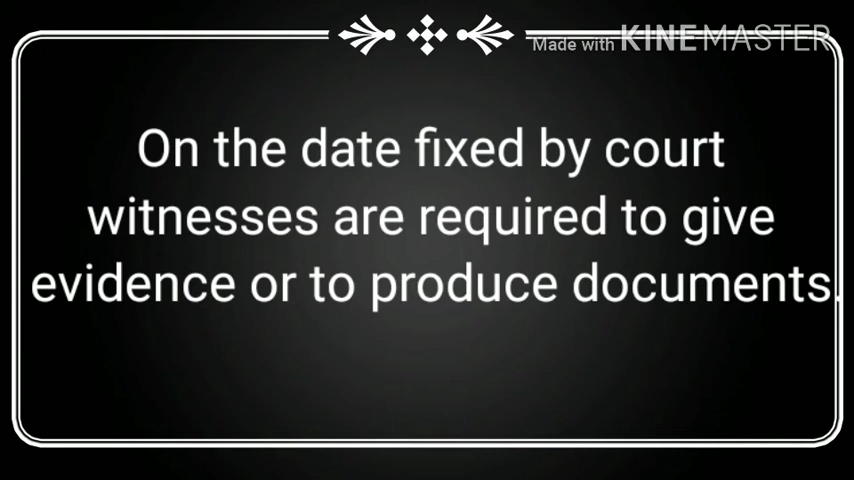 Made with KINEMASTER
On the date fixed by court
witnesses are required to give
evidence or to produce documents.